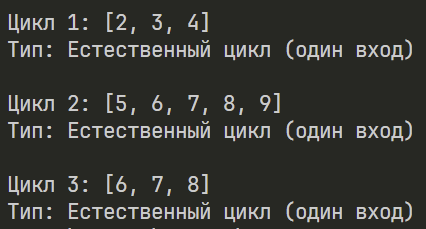 Цикл 1: [2, 3, 4]
Тип: Естественный цикл (один вход)
Цикл 2: [5, 6, 7, 8, 9]
Тип: Естественный цикл (один вход)
Цикл 3: [6, 7, 8]
Тип: Естественный цикл (один вход)